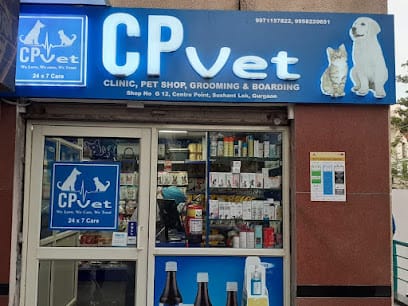 9971157822, 9958220651
CPvet
We Love, We Care, We Treat
24 x 7 Care
CPvet
CLINIC, PET SHOP, GROOMING & BOARDING
Shop No G 12, Centre Point, Sushant Lok, Gurgaon
CPvet
We Love, We Care, We Treat
24 x 7 Care